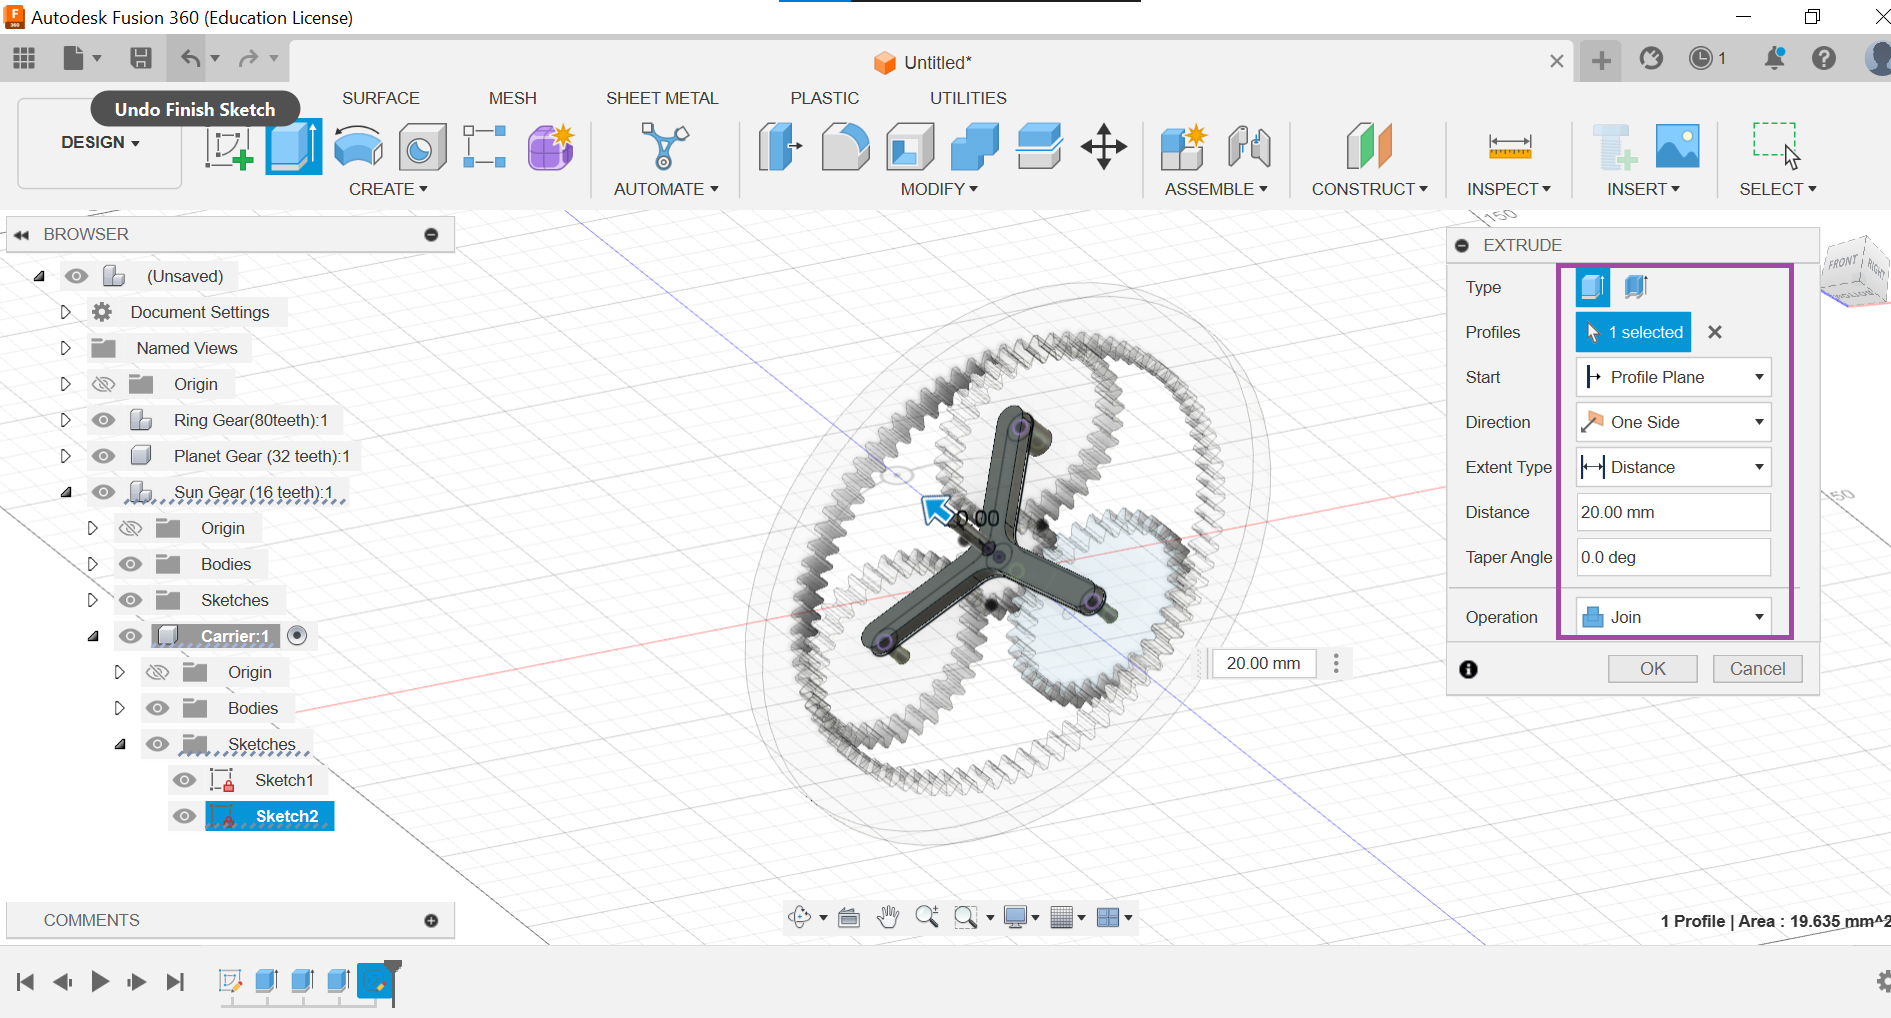 Autodesk Fusion 360 (Education License)
Untitled*
1
Undo Finish Sketch
SURFACE MESH SHEET METAL PLASTIC UTILITIES
DESIGN
CREATE AUTOMATE MODIFY ASSEMBLE CONSTRUCT INSPECT INSERT SELECT
BROWSER
(Unsaved)
Document Settings
Named Views
Origin
Ring Gear(80teeth):1
Planet Gear (32 teeth):1
Sun Gear (16 teeth):1
Origin
Bodies
Sketches
Carrier:1
Origin
Bodies
Sketches
Sketch1
Sketch2
COMMENTS
150
0.00
20.00 mm
EXTRUDE
Type
Profiles 1 selected
Start Profile Plane
Direction One Side
Extent Type Distance
Distance 20.00 mm
Taper Angle 0.0 deg
Operation Join
OK Cancel
FRONT
RIGHT
1 Profile | Area : 19.635 mm^2